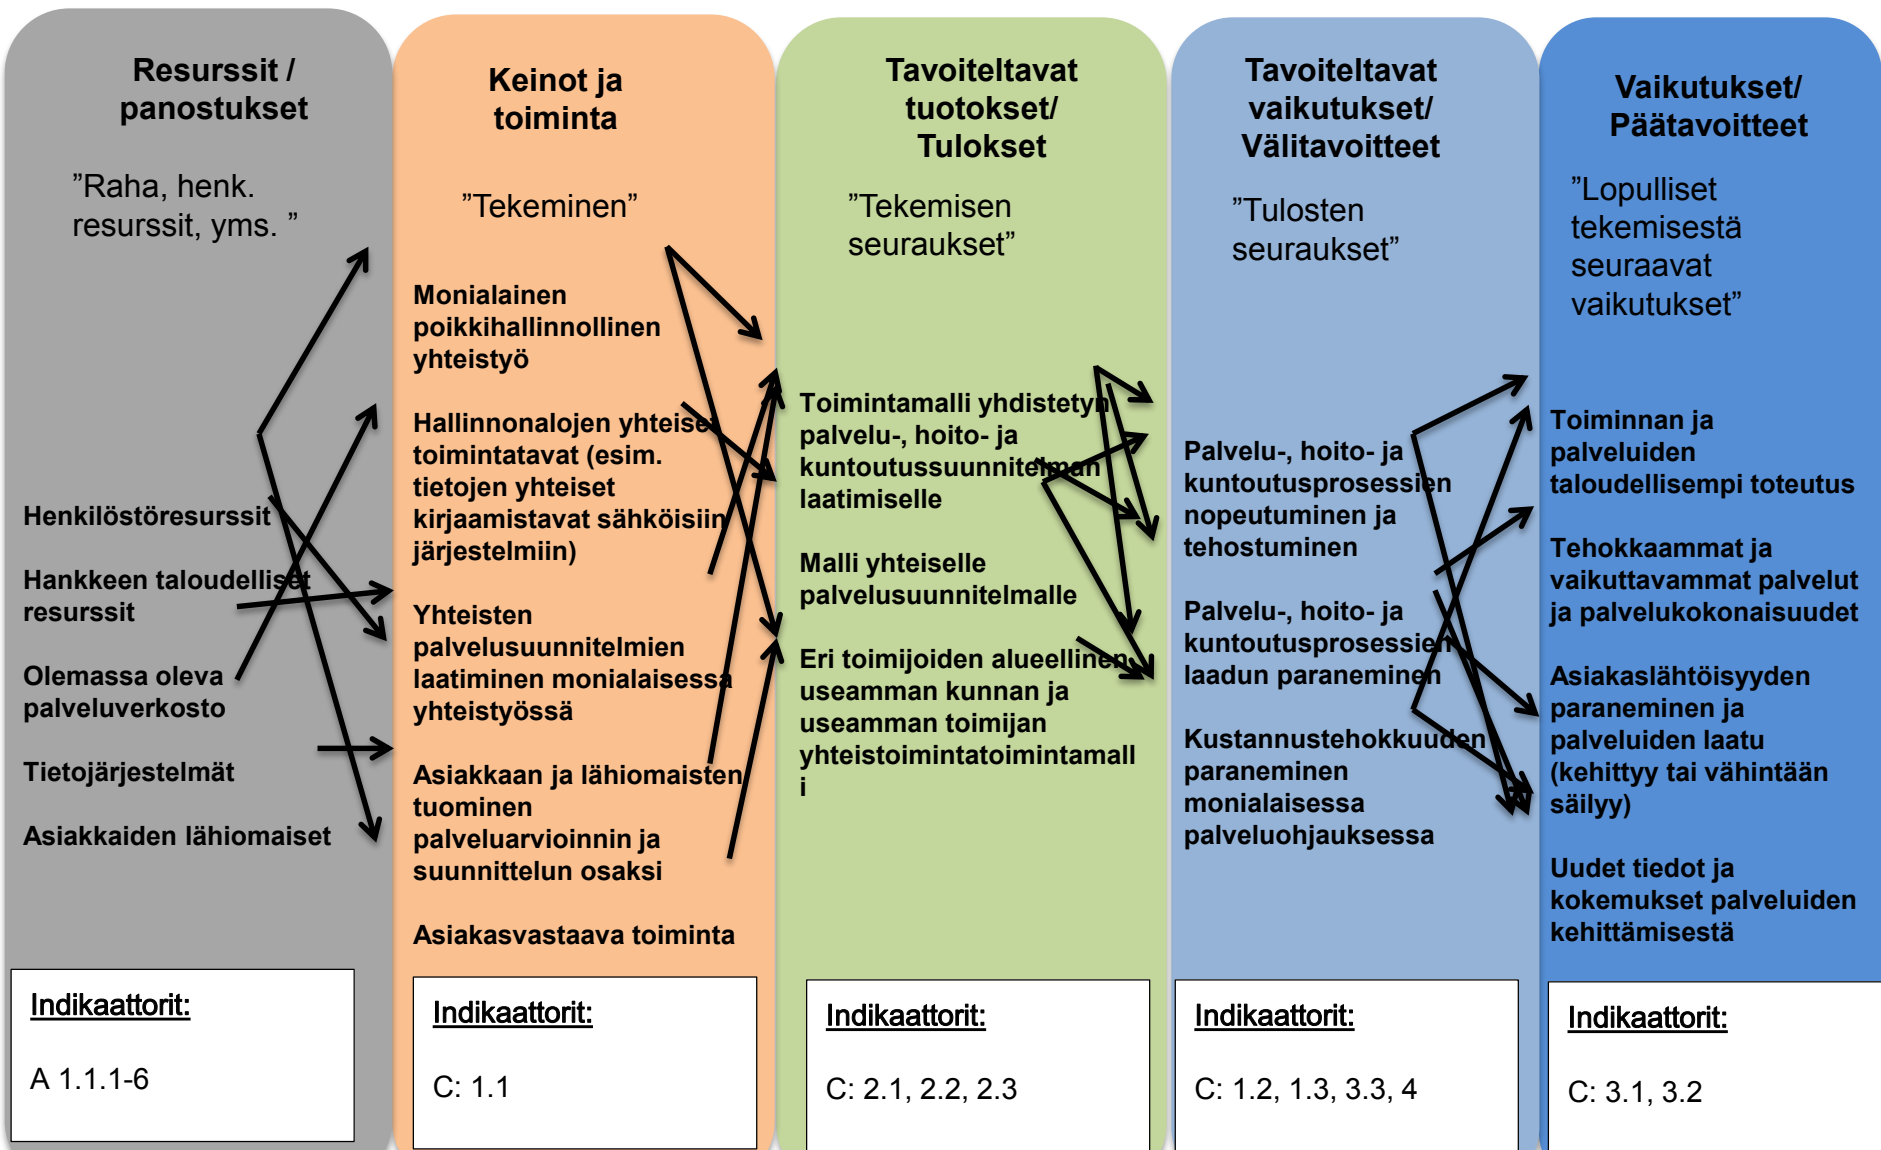 Resurssit /
panostukset
”Raha, henk.
resurssit, yms. ”
Henkilöstöresurssit
Hankkeen taloudelliset
resurssit
Olemassa oleva
palveluverkosto
Tietojärjestelmät
Asiakkaiden lähiomaiset
Indikaattorit:
A 1.1.1-6
Keinot ja
toiminta
”Tekeminen”
Monialainen
poikkihallinnollinen
yhteistyö
Hallinnonalojen yhteiset
toimintatavat (esim.
tietojen yhteiset
kirjaamistavat sähköisiin
järjestelmiin)
Yhteisten
palvelusuunnitelmien
laatiminen monialaisessa
yhteistyössä
Asiakkaan ja lähiomaisten
tuominen
palveluarvioinnin ja
suunnittelun osaksi
Asiakasvastaava toiminta
Indikaattorit:
C: 1.1
Tavoiteltavat
tuotokset/
Tulokset
”Tekemisen
seuraukset”
Toimintamalli yhdistetyn
palvelu-, hoito- ja
kuntoutussuunnitelman
laatimiselle
Malli yhteiselle
palvelusuunnitelmalle
Eri toimijoiden alueellinen
useamman kunnan ja
useamman toimijan
yhteistoimintatoimintamall
i
Indikaattorit:
C: 2.1, 2.2, 2.3
Tavoiteltavat
vaikutukset/
Välitavoitteet
”Tulosten
seuraukset”
Palvelu-, hoito- ja
kuntoutusprosessien
nopeutuminen ja
tehostuminen
Palvelu-, hoito- ja
kuntoutusprosessien
laadun paraneminen
Kustannustehokkuuden
paraneminen
monialaisessa
palveluohjauksessa
Indikaattorit:
C: 1.2, 1.3, 3.3, 4
Vaikutukset/
Päätavoitteet
”Lopulliset
tekemisestä
seuraavat
vaikutukset”
Toiminnan ja
palveluiden
taloudellisempi toteutus
Tehokkaammat ja
vaikuttavammat palvelut
ja palvelukokonaisuudet
Asiakaslähtöisyyden
paraneminen ja
palveluiden laatu
(kehittyy tai vähintään
säilyy)
Uudet tiedot ja
kokemukset palveluiden
kehittämisestä
Indikaattorit:
C: 3.1, 3.2